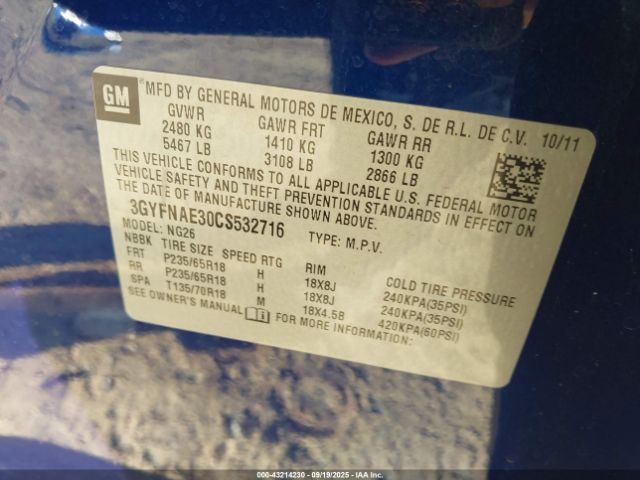 GM
MFD BY GENERAL MOTORS DE MEXICO, S. DE R.L. DE C.V. 10/11
GVWR GAWR FRT GAWR RR
2480 KG 1410 KG 1300 KG
5467 LB 3108 LB 2866 LB
THIS VEHICLE CONFORMS TO ALL APPLICABLE U.S. FEDERAL MOTOR
VEHICLE SAFETY AND THEFT PREVENTION STANDARDS IN EFFECT ON
THE DATE OF MANUFACTURE SHOWN ABOVE.
3GYFNAE30CS532716 TYPE: M.P.V.
MODEL: NG26
NBBK TIRE SIZE SPEED RTG RIM COLD TIRE PRESSURE
FRT P235/65R18 H 18X8J 240KPA(35PSI)
RR P235/65R18 H 18X8J 240KPA(35PSI)
SPA T135/70R18 M 18X4.5B 420KPA(60PSI)
SEE OWNER'S MANUAL FOR MORE INFORMATION:
000-43214230 - 09/19/2025 - IAA Inc.